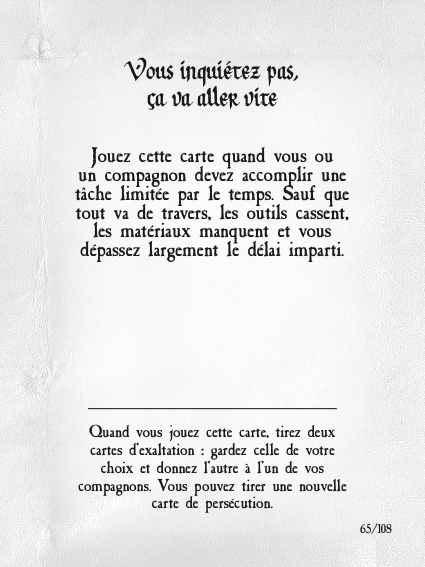 Vous inquiétez pas,
ça va aller vite
Jouez cette carte quand vous ou
un compagnon devez accomplir une
tâche limitée par le temps. Sauf que
tout va de travers, les outils cassent,
les matériaux manquent et vous
dépassez largement le délai imparti.
Quand vous jouez cette carte, tirez deux
cartes d'exaltation : gardez celle de votre
choix et donnez l'autre à l'un de vos
compagnons. Vous pouvez tirer une nouvelle
carte de persécution.
65/108